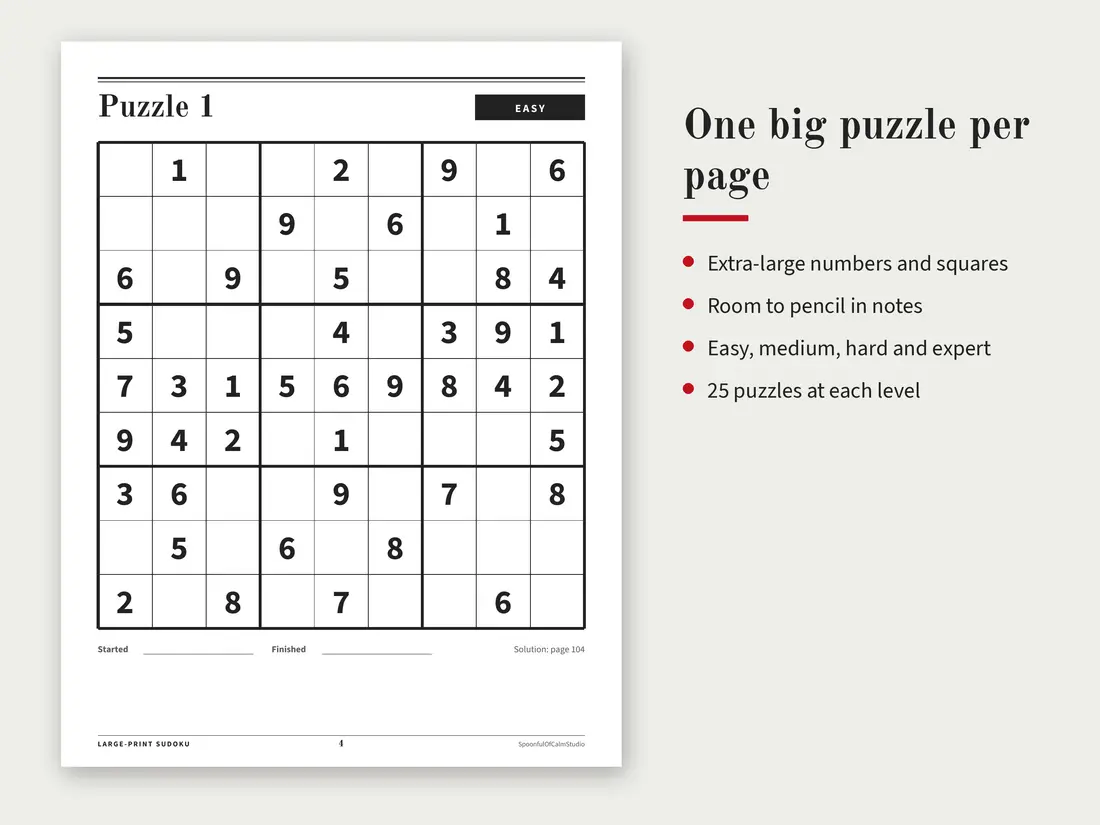 Puzzle 1
EASY
1 2 9 6
9 6 1
6 9 5 8 4
5 4 3 9 1
7 3 1 5 6 9 8 4 2
9 4 2 1 5
3 6 9 7 8
5 6 8
2 8 7 6
Started Finished Solution: page 104
LARGE-PRINT SUDOKU 4 SpoonfulOfCalmStudio
One big puzzle per
page
Extra-large numbers and squares
Room to pencil in notes
Easy, medium, hard and expert
25 puzzles at each level